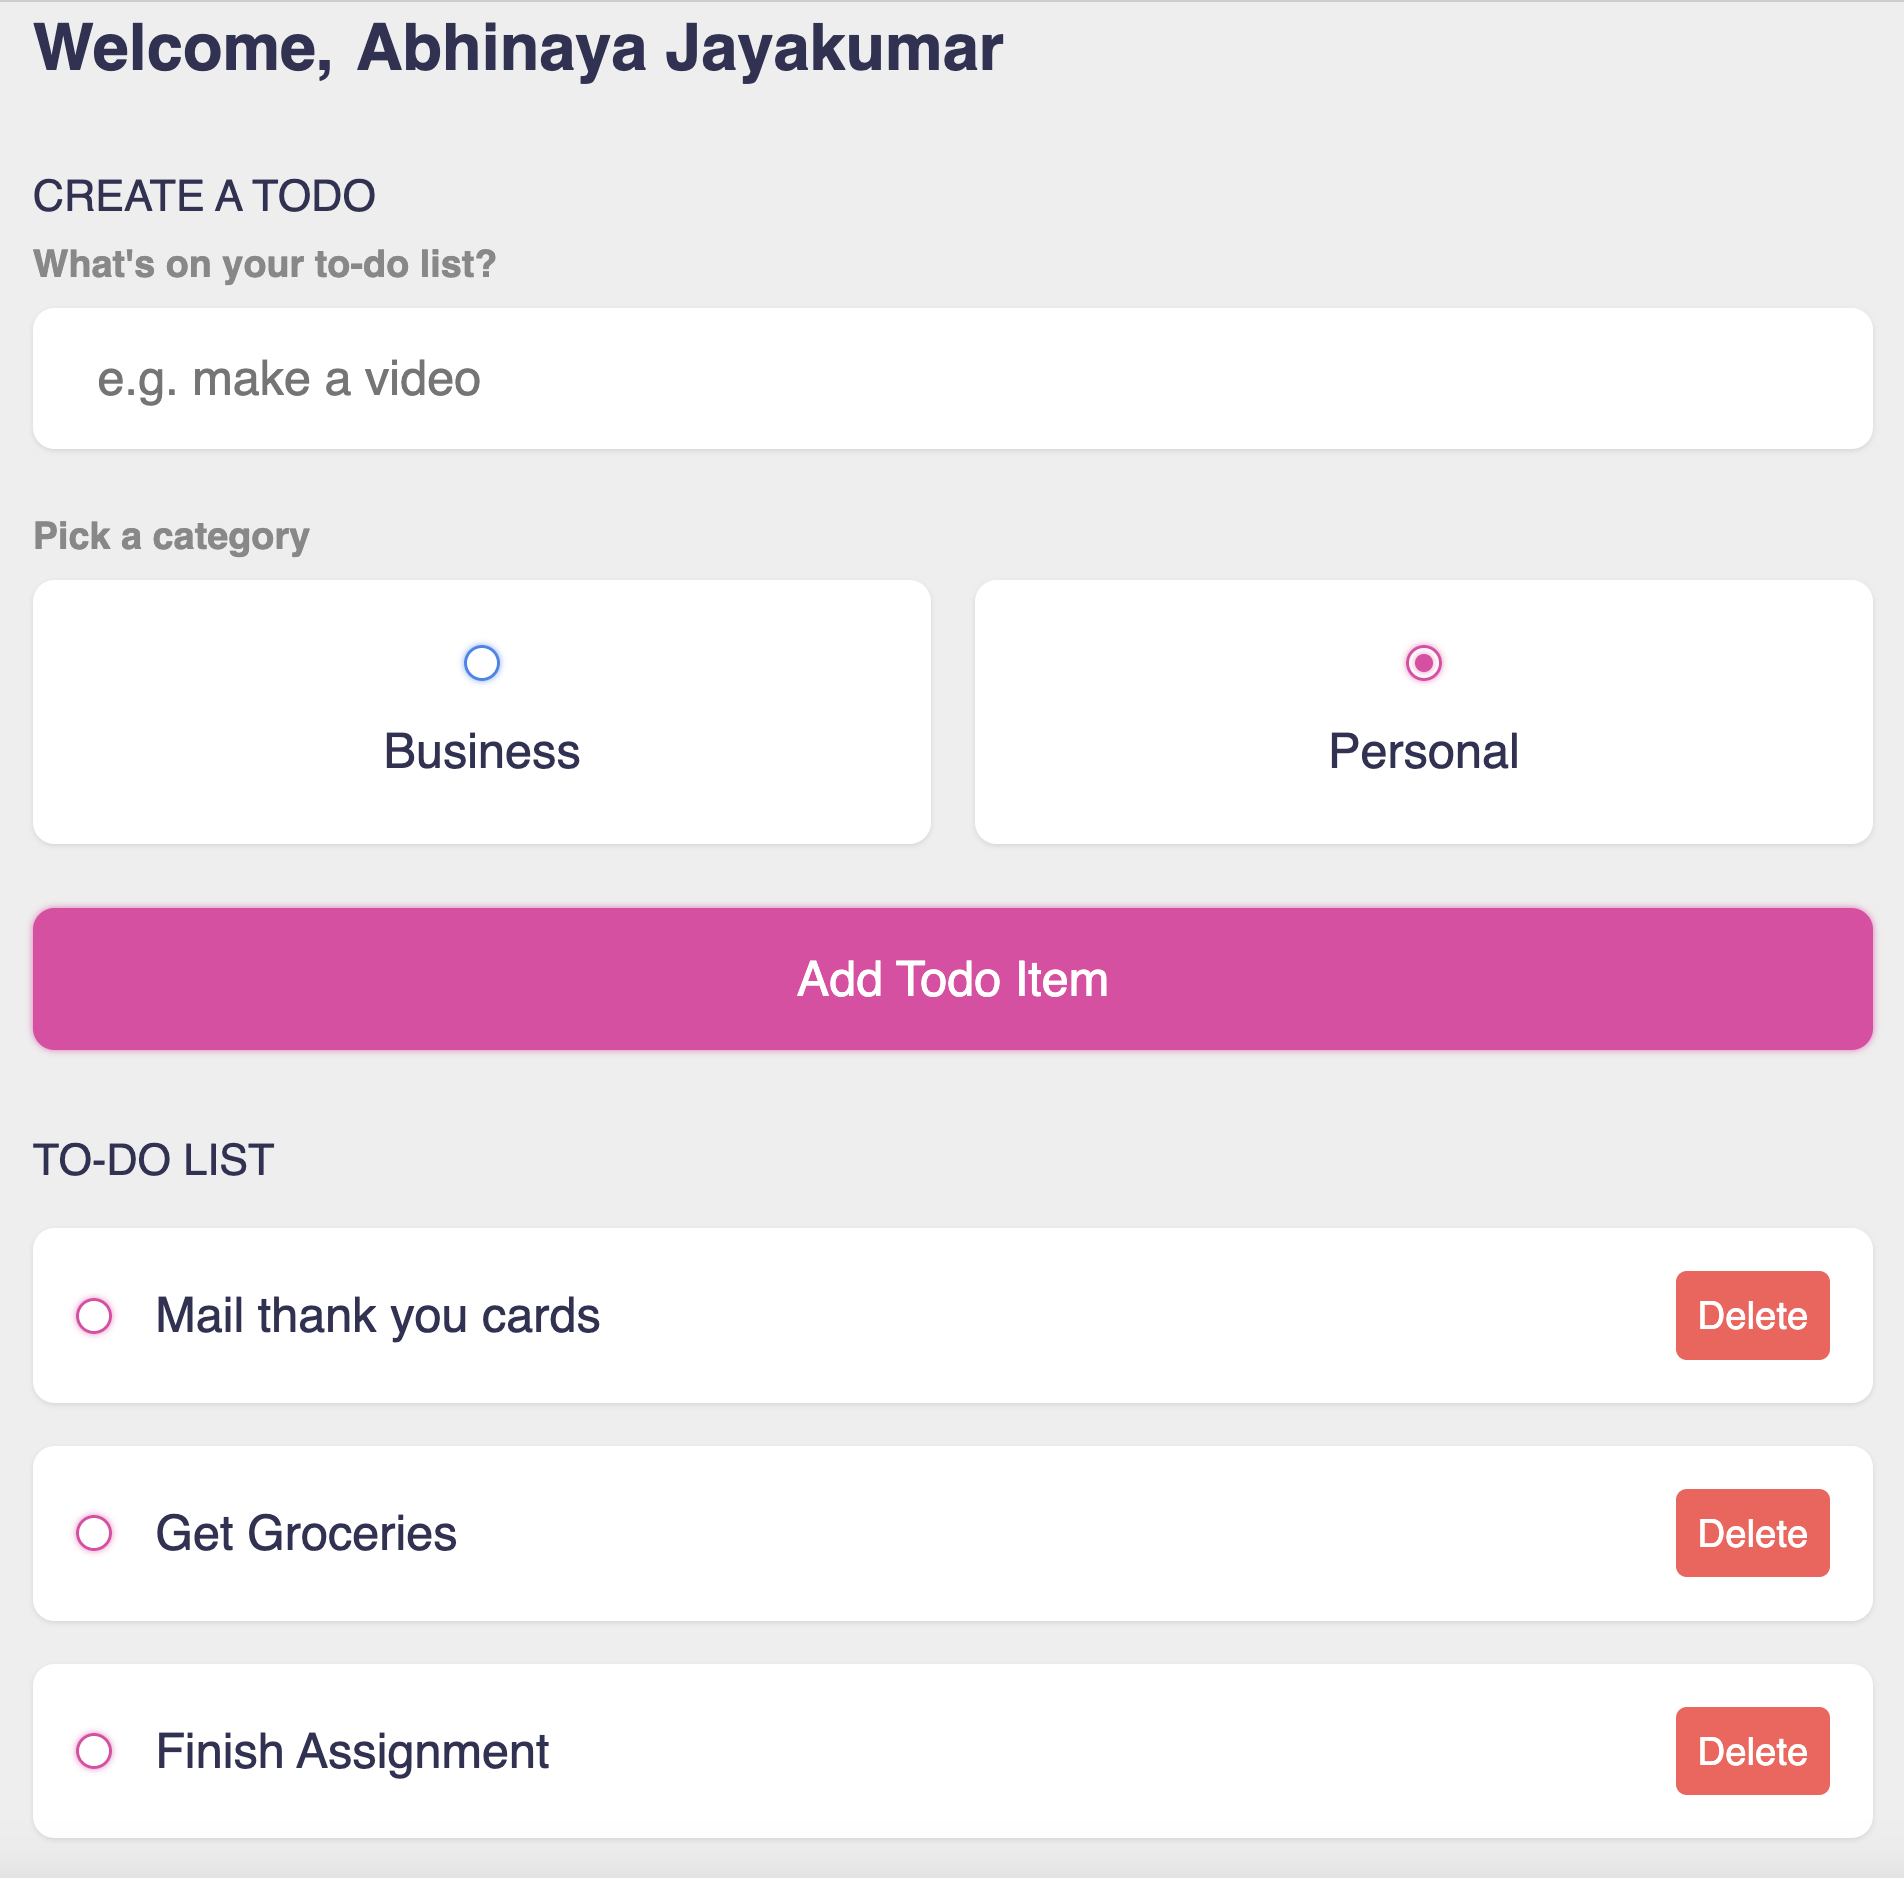 Welcome, Abhinaya Jayakumar
CREATE A TODO
What's on your to-do list?
e.g. make a video
Pick a category
Business
Personal
Add Todo Item
TO-DO LIST
Mail thank you cards
Delete
Get Groceries
Delete
Finish Assignment
Delete